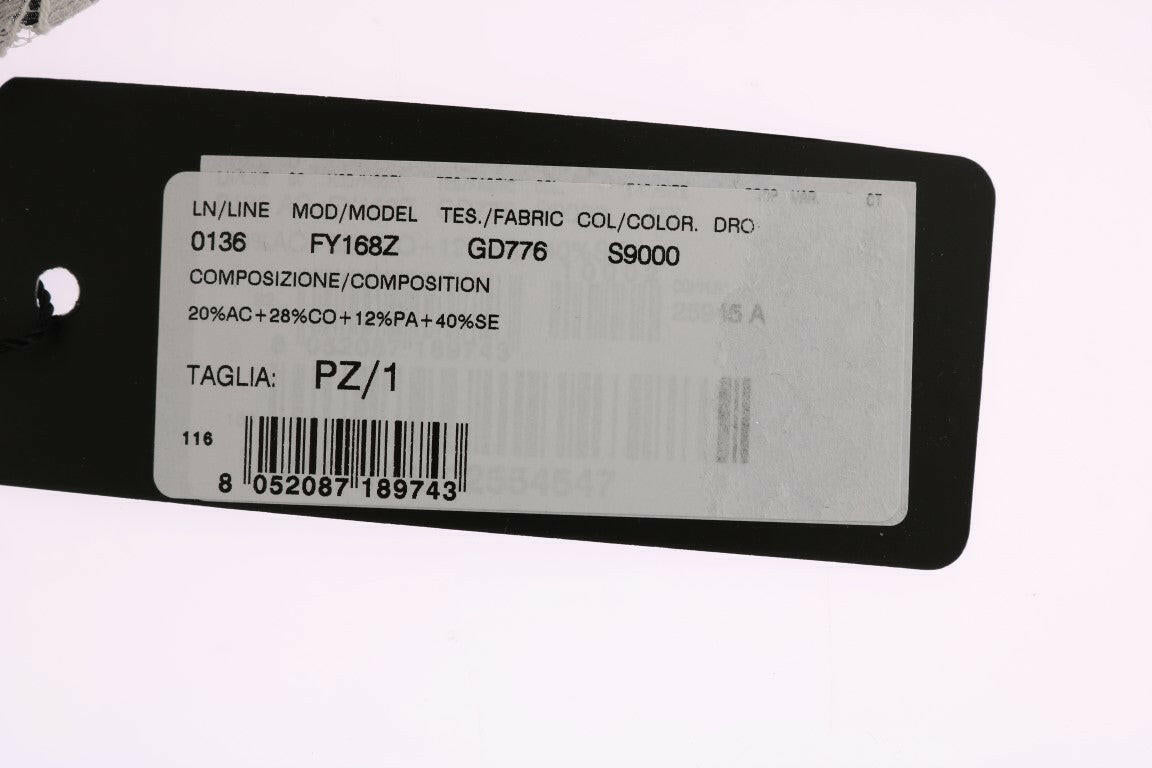 LN/LINE MOD/MODEL TES./FABRIC COL/COLOR. DRO
0136 FY168Z GD776 S9000
COMPOSIZIONE/COMPOSITION
20%AC+28%CO+12%PA+40%SE
15 A
TAGLIA: PZ/1
116
8 052087 189743